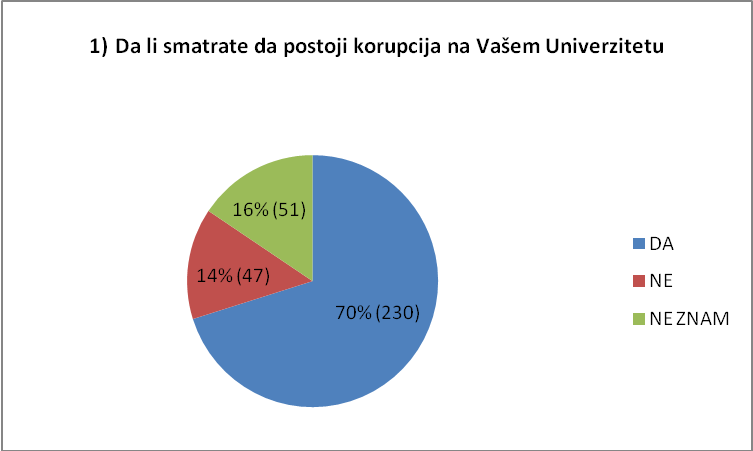 1) Da li smatrate da postoji korupcija na Vašem Univerzitetu
16% (51)
14% (47)
70% (230)
DA
NE
NE ZNAM